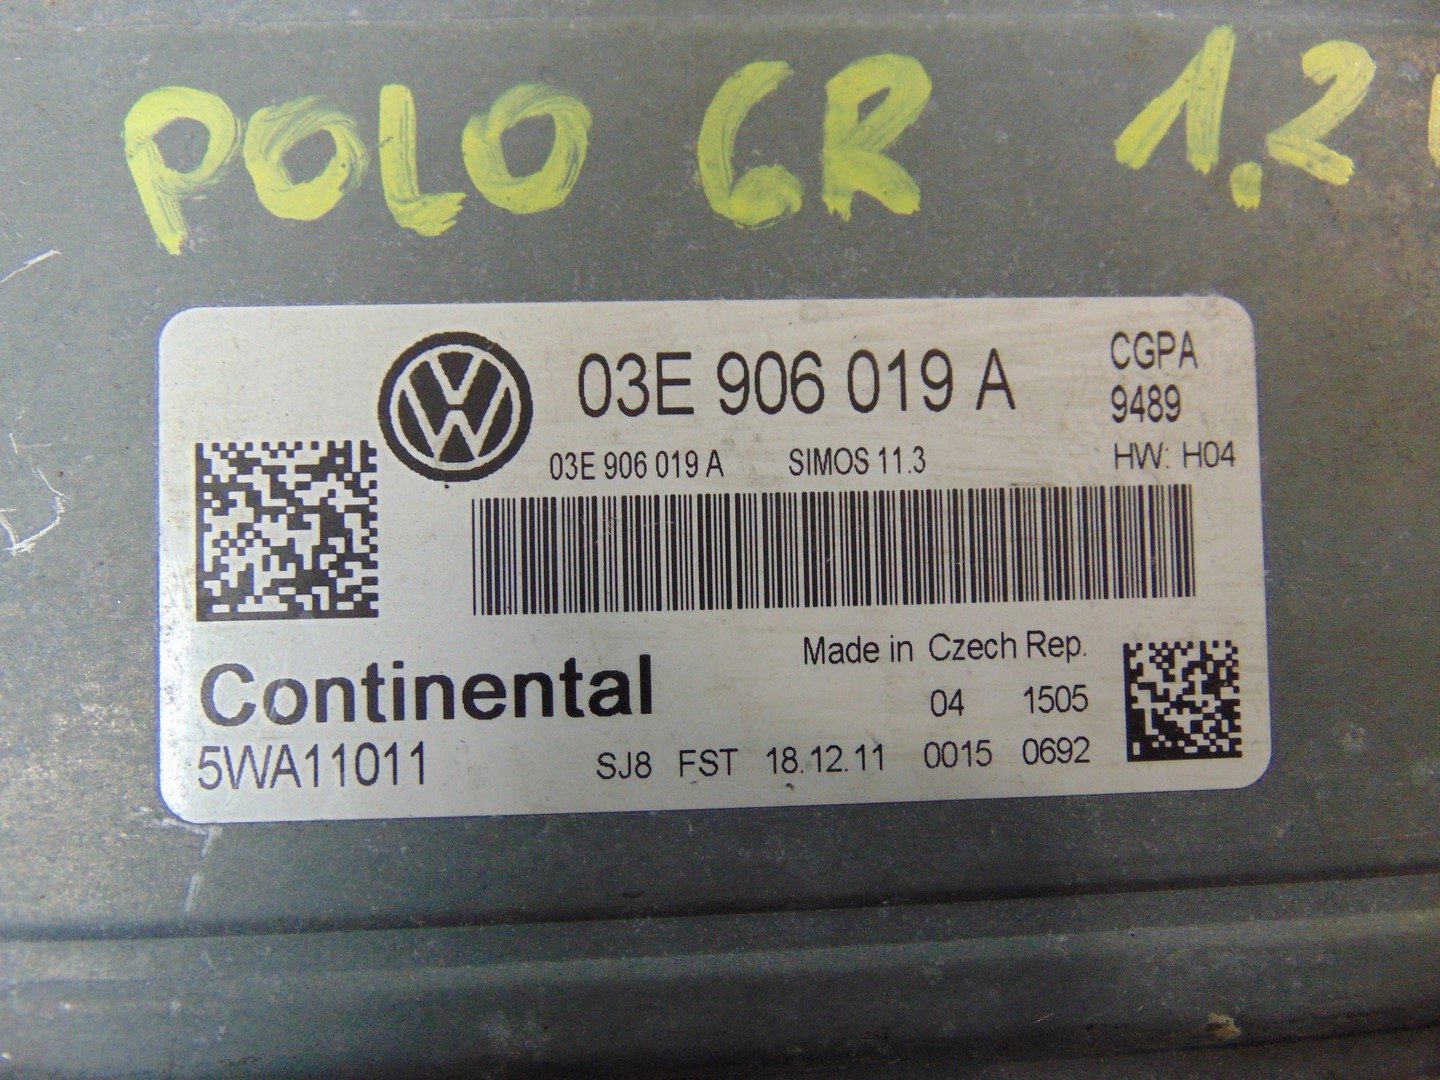 POLO 6R 1.2
03E 906 019 A
CGPA
9489
03E 906 019 A SIMOS 11.3 HW: H04
Made in Czech Rep.
Continental
04 1505
5WA11011 SJ8 FST 18.12.11 0015 0692